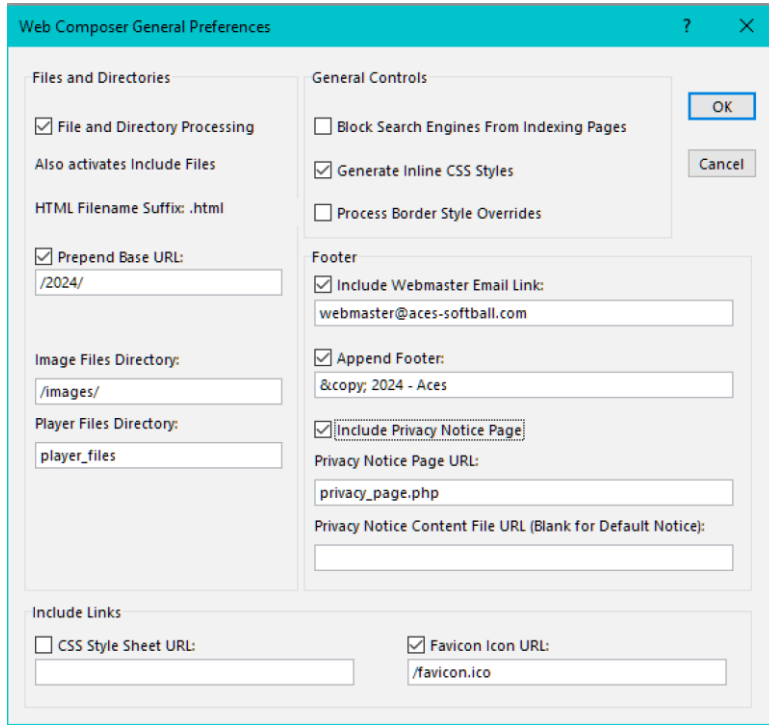 Web Composer General Preferences
?
Files and Directories
File and Directory Processing
Also activates Include Files
HTML Filename Suffix: .html
Prepend Base URL:
/2024/
Image Files Directory:
/images/
Player Files Directory:
player_files
General Controls
Block Search Engines From Indexing Pages
Generate Inline CSS Styles
Process Border Style Overrides
OK
Cancel
Footer
Include Webmaster Email Link:
webmaster@aces-softball.com
Append Footer:
&copy; 2024 - Aces
Include Privacy Notice Page
Privacy Notice Page URL:
privacy_page.php
Privacy Notice Content File URL (Blank for Default Notice):
Include Links
CSS Style Sheet URL:
Favicon Icon URL:
/favicon.ico